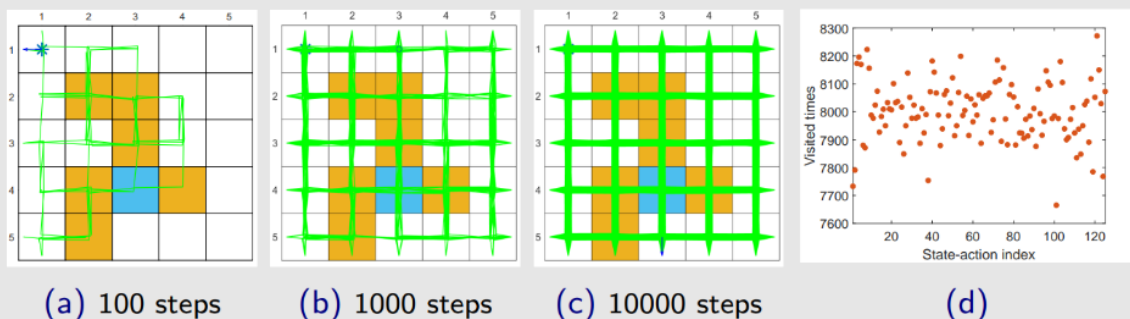 1 2 3 4 5
1
2
3
4
5
(a) 100 steps
1 2 3 4 5
1
2
3
4
5
(b) 1000 steps
1 2 3 4 5
1
2
3
4
5
(c) 10000 steps
8300
8200
8100
8000
7900
7800
7700
7600
Visited times
20 40 60 80 100 120
State-action index
(d)